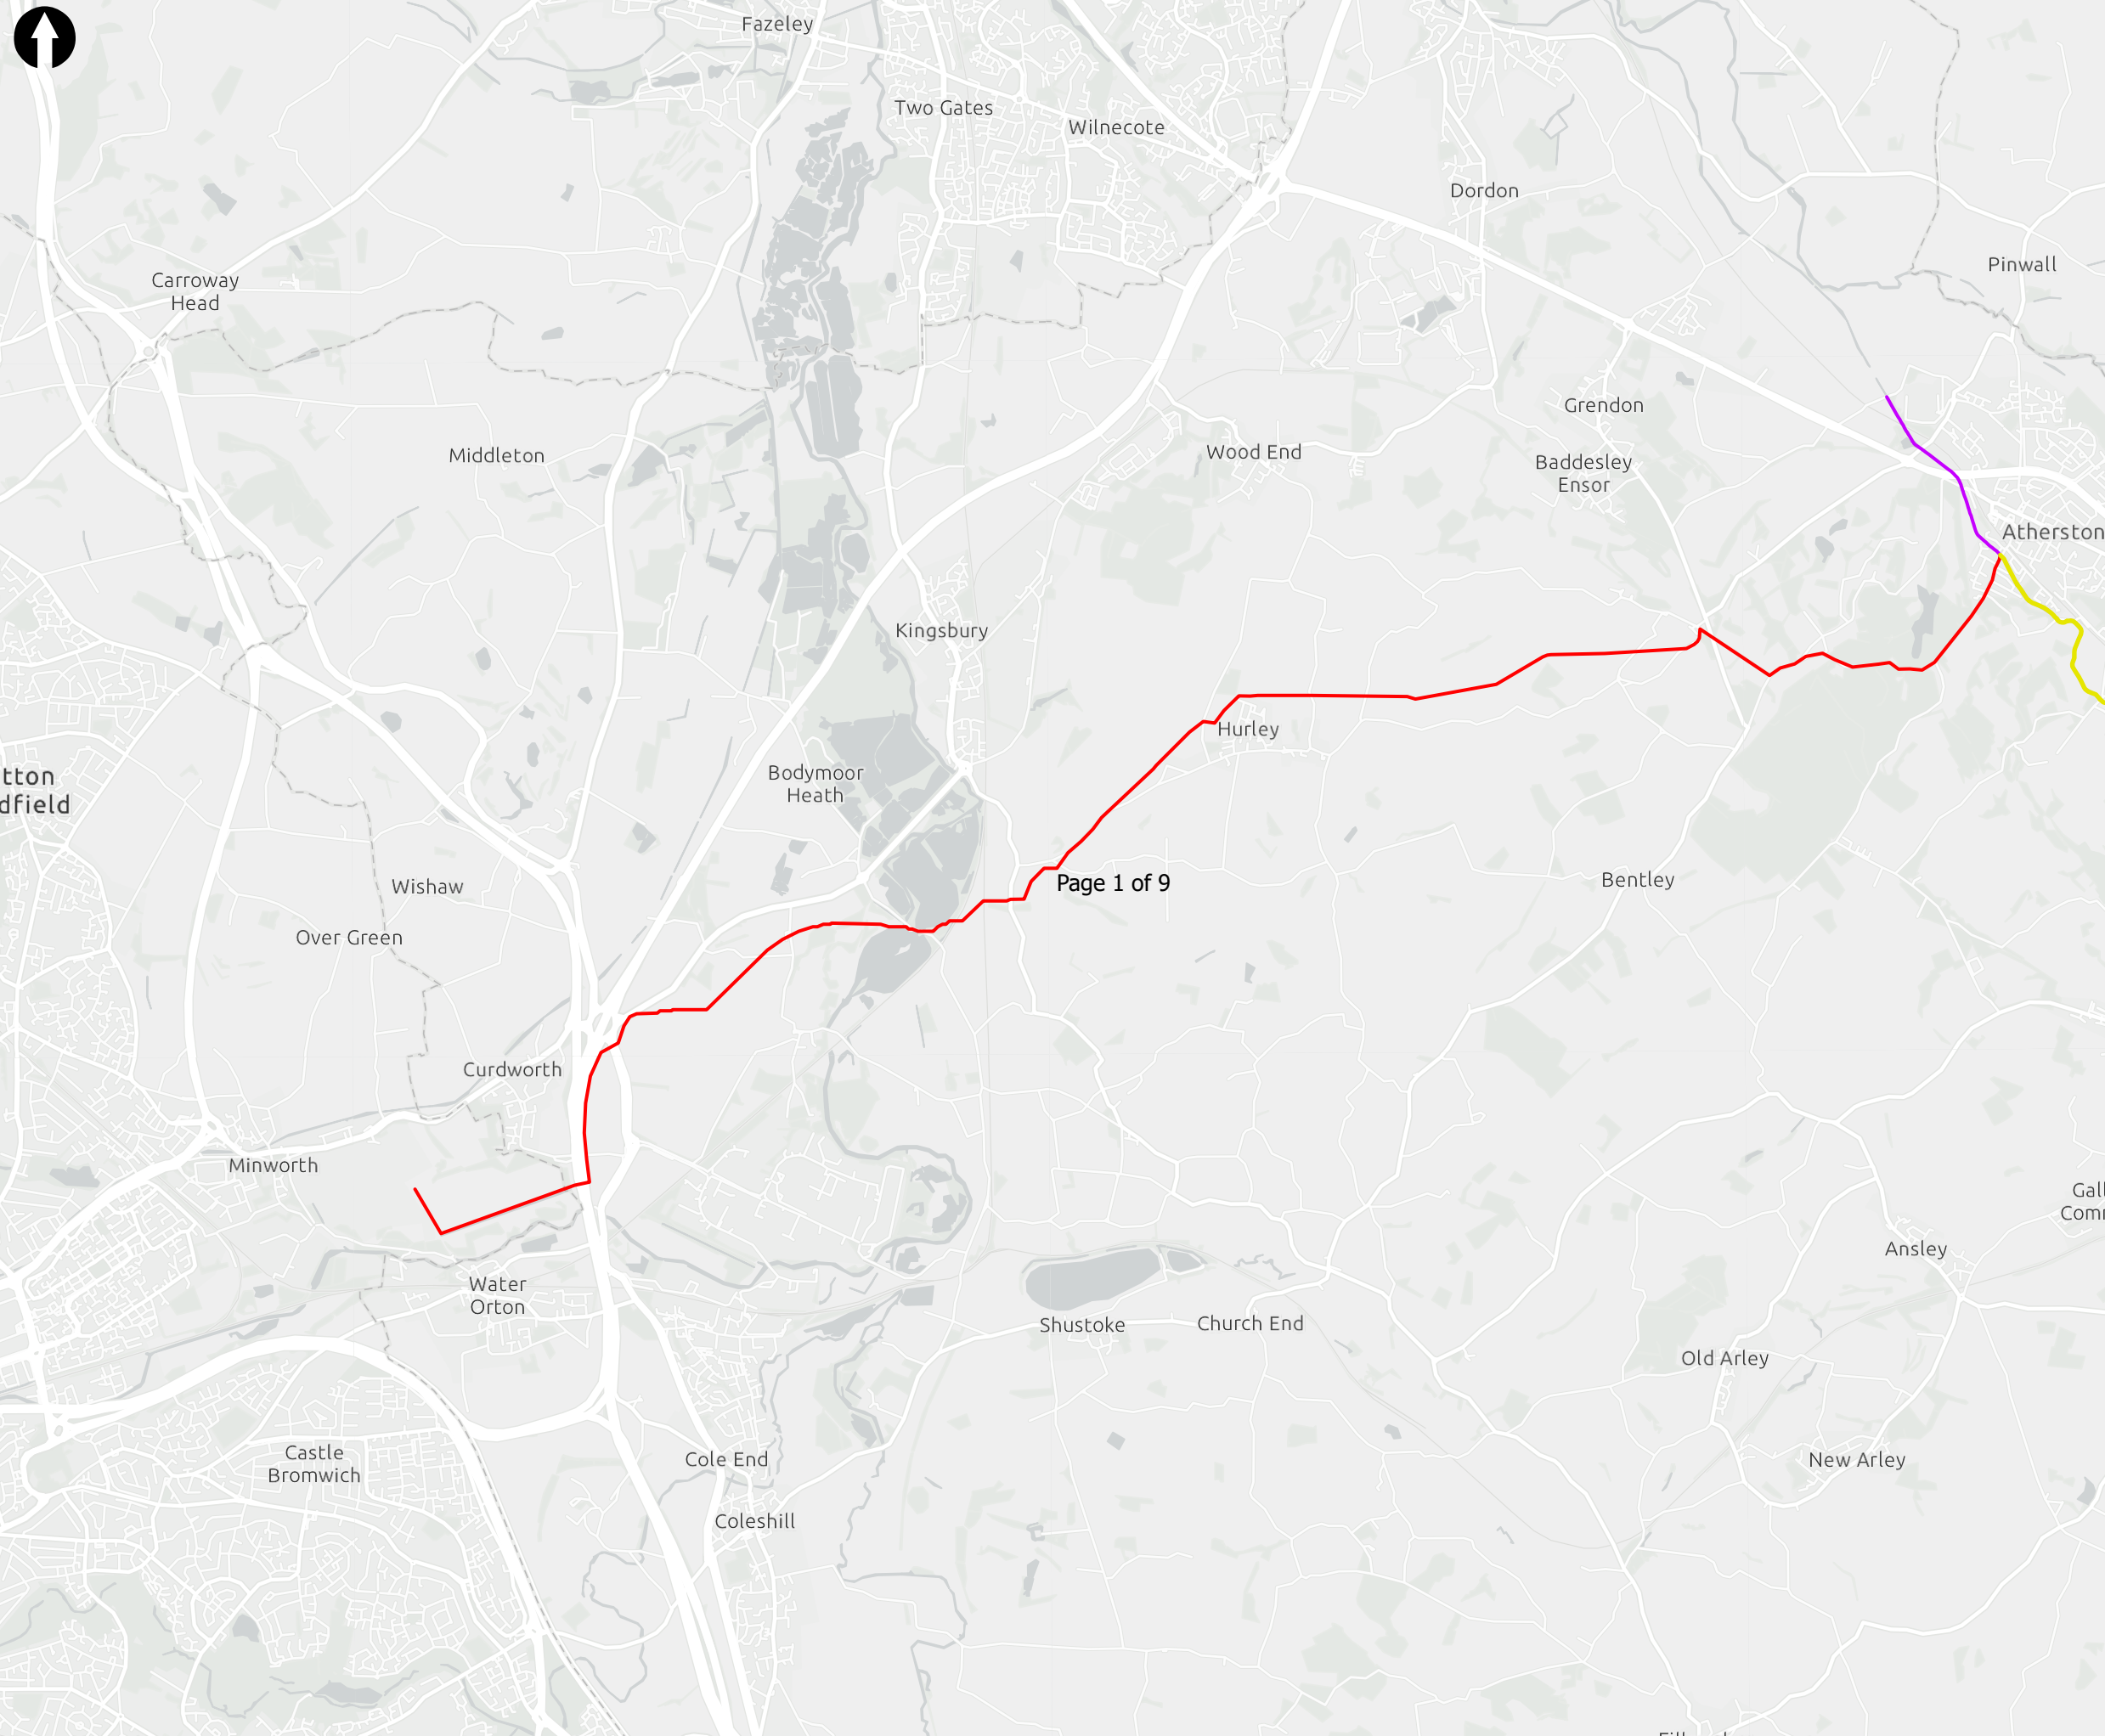 Fazeley
Two Gates
Wilnecote
Dordon
Pinwall
Carroway
Head
Grendon
Middleton
Wood End
Baddesley
Ensor
Atherston
Kingsbury
Hurley
Bodymoor
Heath
tton
dfield
Wishaw
Page 1 of 9
Bentley
Over Green
Curdworth
Minworth
Gall
Comm
Ansley
Water
Orton
Shustoke
Church End
Old Arley
Castle
Bromwich
Cole End
New Arley
Coleshill